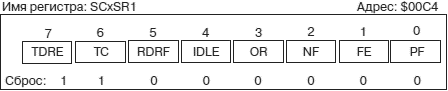 Имя регистра: SCxSR1 Адрес: $00C4
7 6 5 4 3 2 1 0
TDRE TC RDRF IDLE OR NF FE PF
Сброс: 1 1 0 0 0 0 0 0